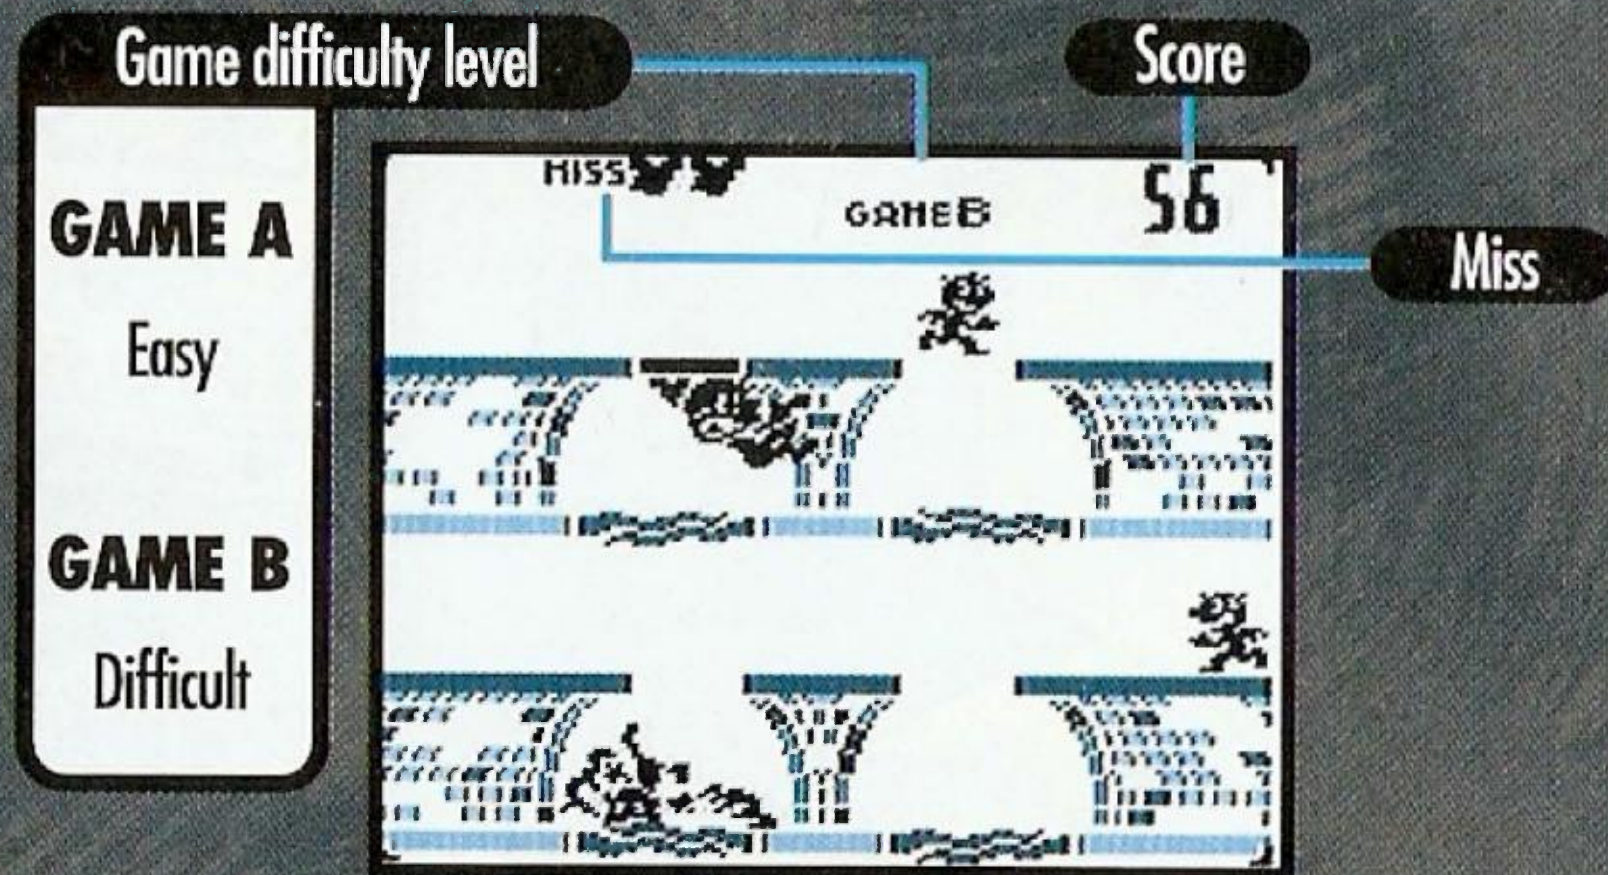 Game difficulty level
Score
GAME A
Easy
GAME B
Difficult
MISS
GAME B
56
Miss